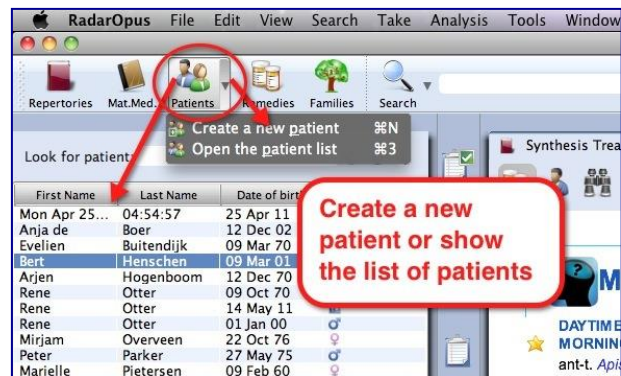 RadarOpus File Edit View Search Take Analysis Tools Window
Repertories Mat.Med. Patients Remedies Families Search
Create a new patient ⌘N
Open the patient list ⌘3
Look for patient:
Synthesis Trea
First Name Last Name Date of birt
Mon Apr 25... 04:54:57 25 Apr 11
Anja de Boer 12 Dec 02
Evelien Buitendijk 09 Mar 70
Bert Henschen 09 Mar 01
Arjen Hogenboom 12 Dec 70
Rene Otter 09 Oct 70
Rene Otter 14 May 11
Rene Otter 01 Jan 00
Mirjam Overveen 22 Oct 76
Peter Parker 27 May 75
Marielle Pietersen 09 Feb 60
Create a new
patient or show
the list of patients
M
DAYTIME
MORNING
ant-t. Apis